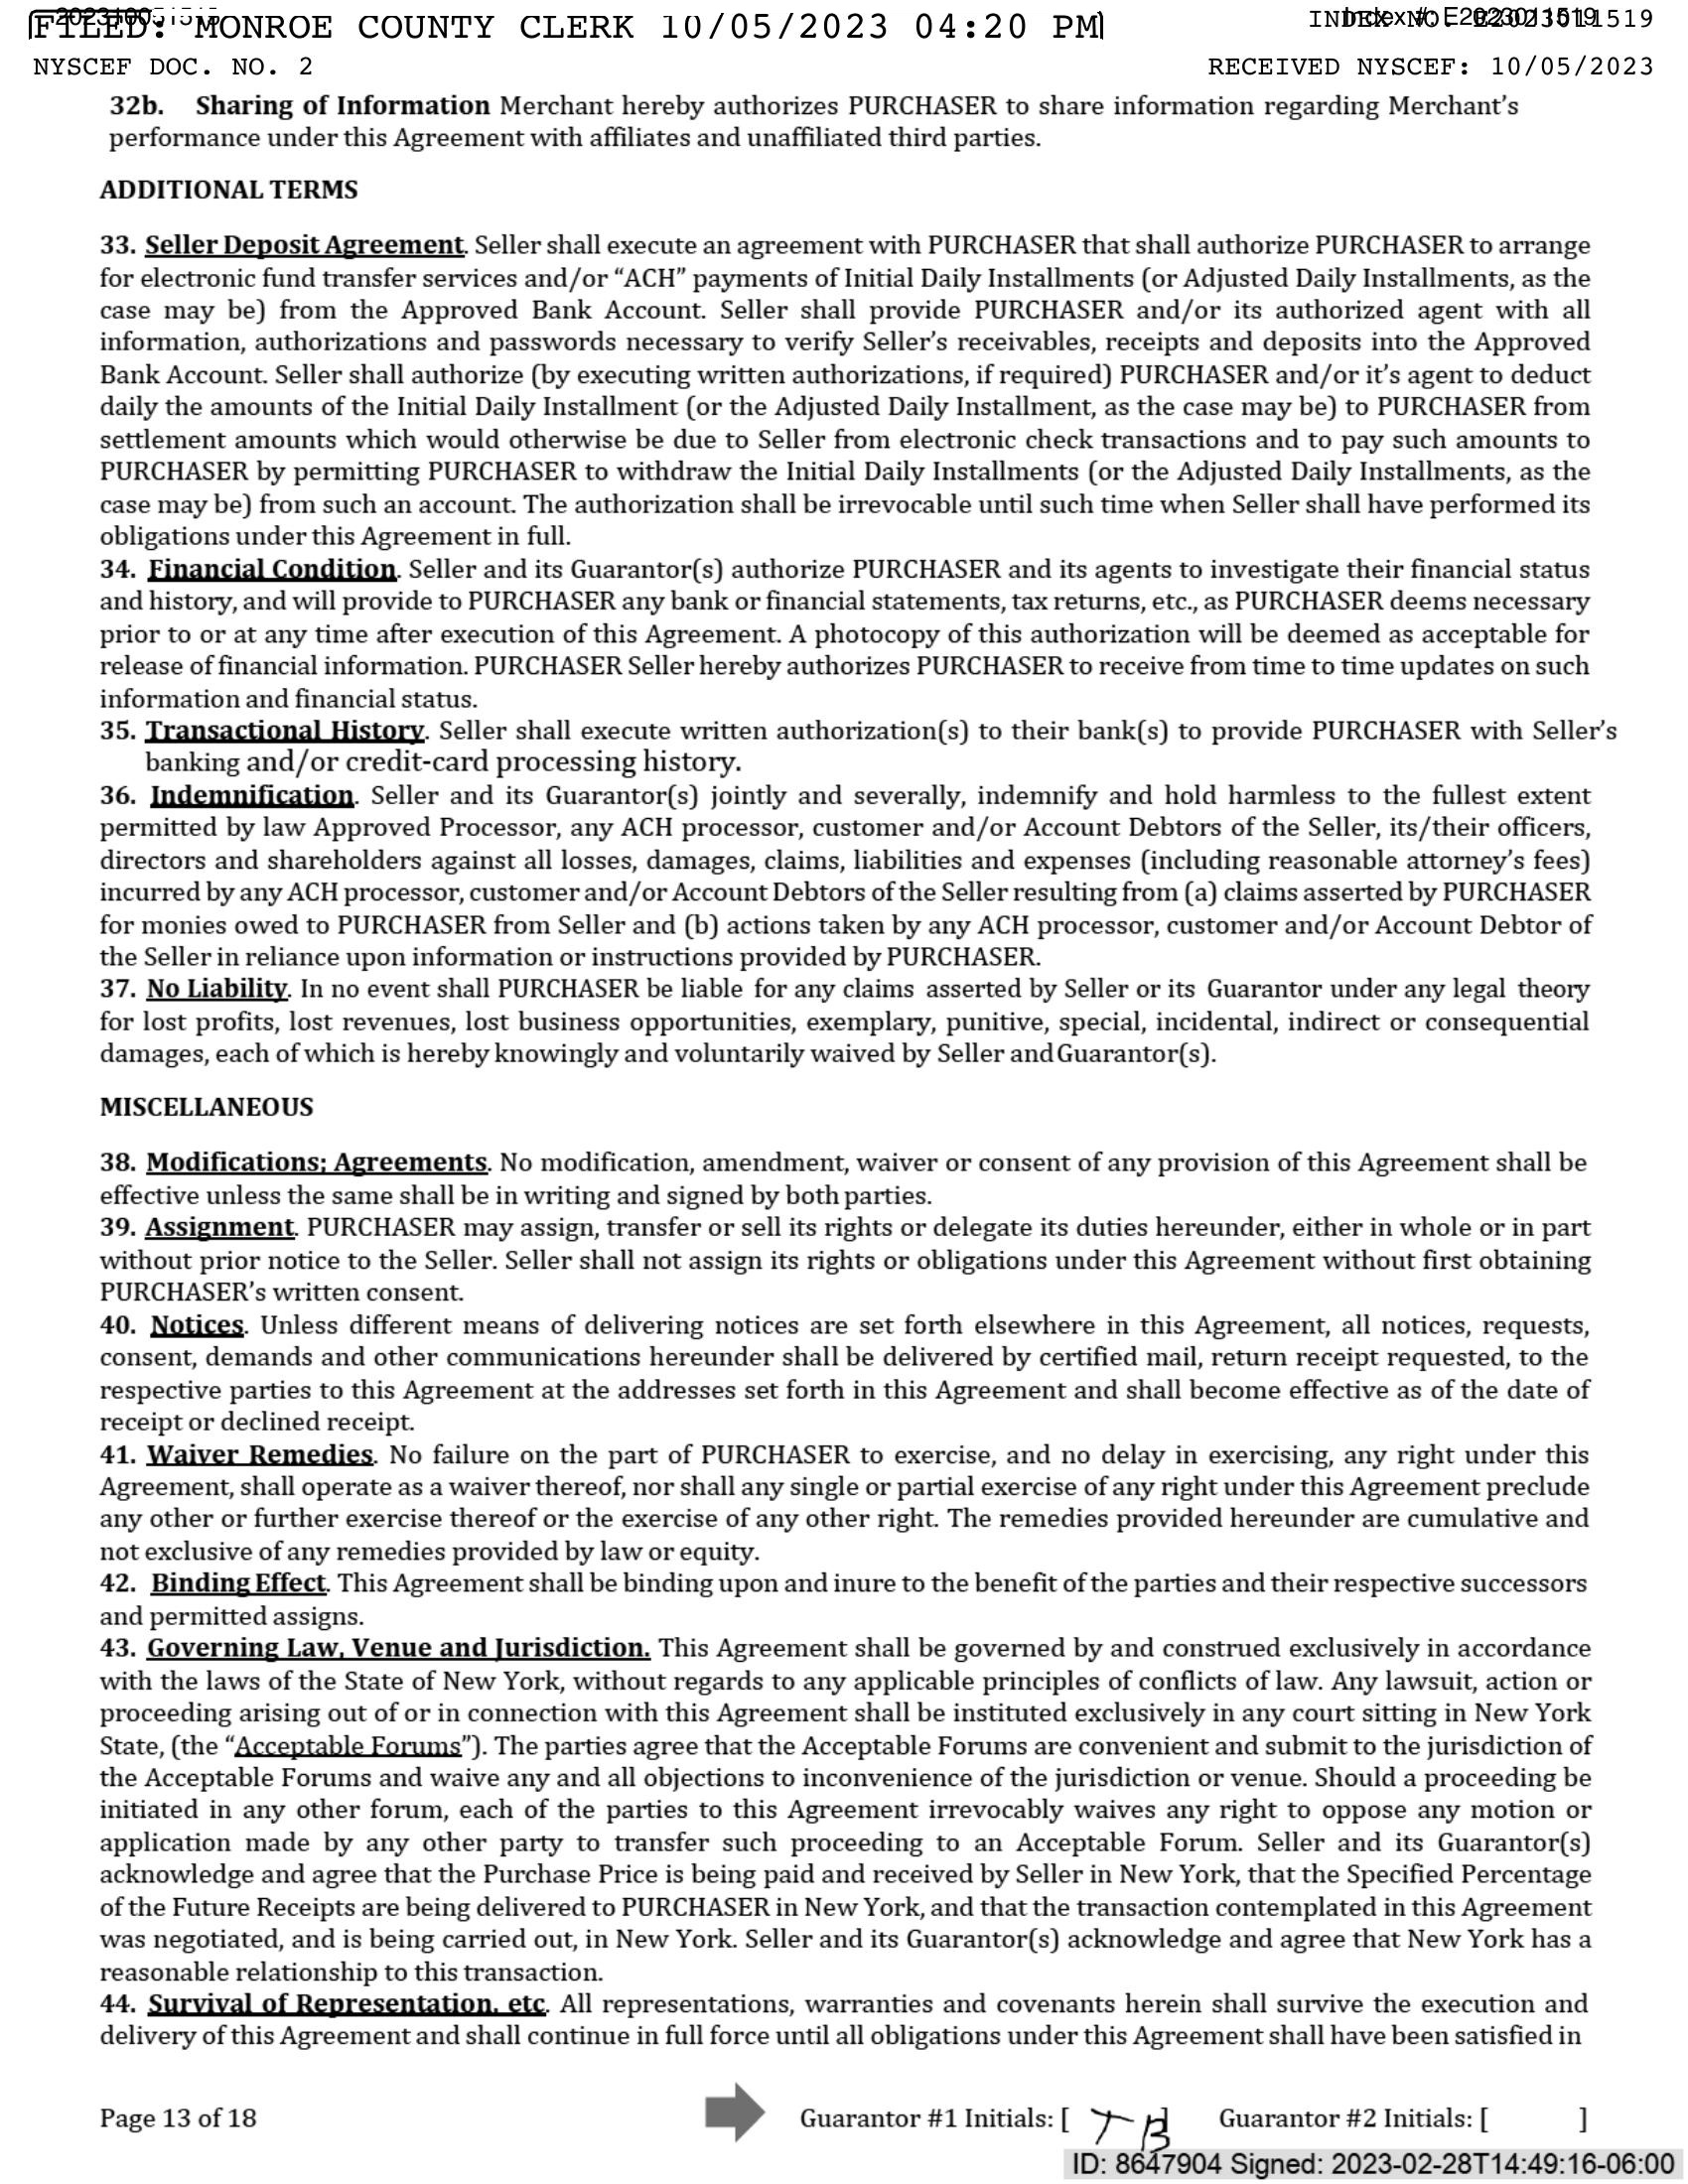 FILED: MONROE COUNTY CLERK 10/05/2023 04:20 PM
INDEX NO. E2023011519
NYSCEF DOC. NO. 2
RECEIVED NYSCEF: 10/05/2023
32b. Sharing of Information Merchant hereby authorizes PURCHASER to share information regarding Merchant's
performance under this Agreement with affiliates and unaffiliated third parties.
ADDITIONAL TERMS
33. Seller Deposit Agreement. Seller shall execute an agreement with PURCHASER that shall authorize PURCHASER to arrange
for electronic fund transfer services and/or “ACH” payments of Initial Daily Installments (or Adjusted Daily Installments, as the
case may be) from the Approved Bank Account. Seller shall provide PURCHASER and/or its authorized agent with all
information, authorizations and passwords necessary to verify Seller's receivables, receipts and deposits into the Approved
Bank Account. Seller shall authorize (by executing written authorizations, if required) PURCHASER and/or it's agent to deduct
daily the amounts of the Initial Daily Installment (or the Adjusted Daily Installment, as the case may be) to PURCHASER from
settlement amounts which would otherwise be due to Seller from electronic check transactions and to pay such amounts to
PURCHASER by permitting PURCHASER to withdraw the Initial Daily Installments (or the Adjusted Daily Installments, as the
case may be) from such an account. The authorization shall be irrevocable until such time when Seller shall have performed its
obligations under this Agreement in full.
34. Financial Condition. Seller and its Guarantor(s) authorize PURCHASER and its agents to investigate their financial status
and history, and will provide to PURCHASER any bank or financial statements, tax returns, etc., as PURCHASER deems necessary
prior to or at any time after execution of this Agreement. A photocopy of this authorization will be deemed as acceptable for
release of financial information. PURCHASER Seller hereby authorizes PURCHASER to receive from time to time updates on such
information and financial status.
35. Transactional History. Seller shall execute written authorization(s) to their bank(s) to provide PURCHASER with Seller's
banking and/or credit-card processing history.
36. Indemnification. Seller and its Guarantor(s) jointly and severally, indemnify and hold harmless to the fullest extent
permitted by law Approved Processor, any ACH processor, customer and/or Account Debtors of the Seller, its/their officers,
directors and shareholders against all losses, damages, claims, liabilities and expenses (including reasonable attorney's fees)
incurred by any ACH processor, customer and/or Account Debtors of the Seller resulting from (a) claims asserted by PURCHASER
for monies owed to PURCHASER from Seller and (b) actions taken by any ACH processor, customer and/or Account Debtor of
the Seller in reliance upon information or instructions provided by PURCHASER.
37. No Liability. In no event shall PURCHASER be liable for any claims asserted by Seller or its Guarantor under any legal theory
for lost profits, lost revenues, lost business opportunities, exemplary, punitive, special, incidental, indirect or consequential
damages, each of which is hereby knowingly and voluntarily waived by Seller and Guarantor(s).
MISCELLANEOUS
38. Modifications; Agreements. No modification, amendment, waiver or consent of any provision of this Agreement shall be
effective unless the same shall be in writing and signed by both parties.
39. Assignment. PURCHASER may assign, transfer or sell its rights or delegate its duties hereunder, either in whole or in part
without prior notice to the Seller. Seller shall not assign its rights or obligations under this Agreement without first obtaining
PURCHASER's written consent.
40. Notices. Unless different means of delivering notices are set forth elsewhere in this Agreement, all notices, requests,
consent, demands and other communications hereunder shall be delivered by certified mail, return receipt requested, to the
respective parties to this Agreement at the addresses set forth in this Agreement and shall become effective as of the date of
receipt or declined receipt.
41. Waiver Remedies. No failure on the part of PURCHASER to exercise, and no delay in exercising, any right under this
Agreement, shall operate as a waiver thereof, nor shall any single or partial exercise of any right under this Agreement preclude
any other or further exercise thereof or the exercise of any other right. The remedies provided hereunder are cumulative and
not exclusive of any remedies provided by law or equity.
42. Binding Effect. This Agreement shall be binding upon and inure to the benefit of the parties and their respective successors
and permitted assigns.
43. Governing Law, Venue and Jurisdiction. This Agreement shall be governed by and construed exclusively in accordance
with the laws of the State of New York, without regards to any applicable principles of conflicts of law. Any lawsuit, action or
proceeding arising out of or in connection with this Agreement shall be instituted exclusively in any court sitting in New York
State, (the “Acceptable Forums”). The parties agree that the Acceptable Forums are convenient and submit to the jurisdiction of
the Acceptable Forums and waive any and all objections to inconvenience of the jurisdiction or venue. Should a proceeding be
initiated in any other forum, each of the parties to this Agreement irrevocably waives any right to oppose any motion or
application made by any other party to transfer such proceeding to an Acceptable Forum. Seller and its Guarantor(s)
acknowledge and agree that the Purchase Price is being paid and received by Seller in New York, that the Specified Percentage
of the Future Receipts are being delivered to PURCHASER in New York, and that the transaction contemplated in this Agreement
was negotiated, and is being carried out, in New York. Seller and its Guarantor(s) acknowledge and agree that New York has a
reasonable relationship to this transaction.
44. Survival of Representation, etc. All representations, warranties and covenants herein shall survive the execution and
delivery of this Agreement and shall continue in full force until all obligations under this Agreement shall have been satisfied in
Page 13 of 18
Guarantor #1 Initials: [ TB ]
Guarantor #2 Initials: [ ]
ID: 8647904 Signed: 2023-02-28T14:49:16-06:00